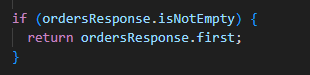 if (ordersResponse.isNotEmpty) {
return ordersResponse.first;
}